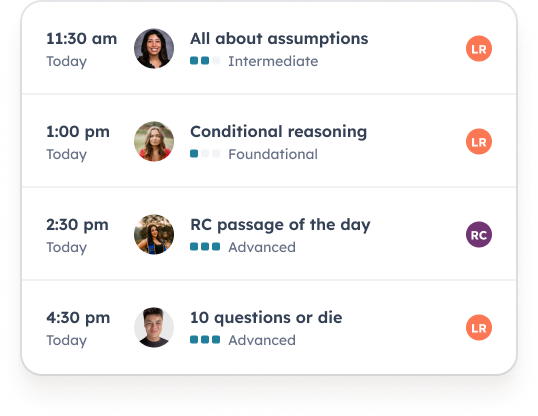 11:30 am
Today
All about assumptions
Intermediate
LR
1:00 pm
Today
Conditional reasoning
Foundational
LR
2:30 pm
Today
RC passage of the day
Advanced
RC
4:30 pm
Today
10 questions or die
Advanced
LR